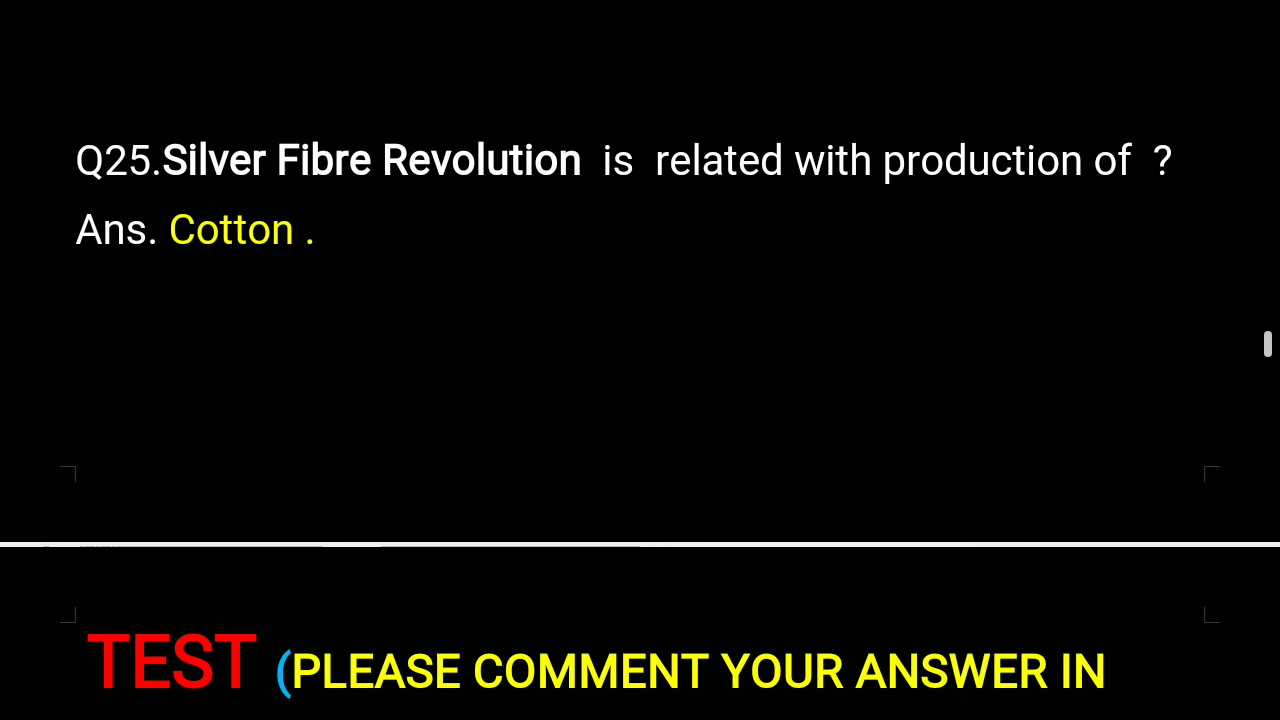 Q25.Silver Fibre Revolution is related with production of ?
Ans. Cotton .
TEST (PLEASE COMMENT YOUR ANSWER IN